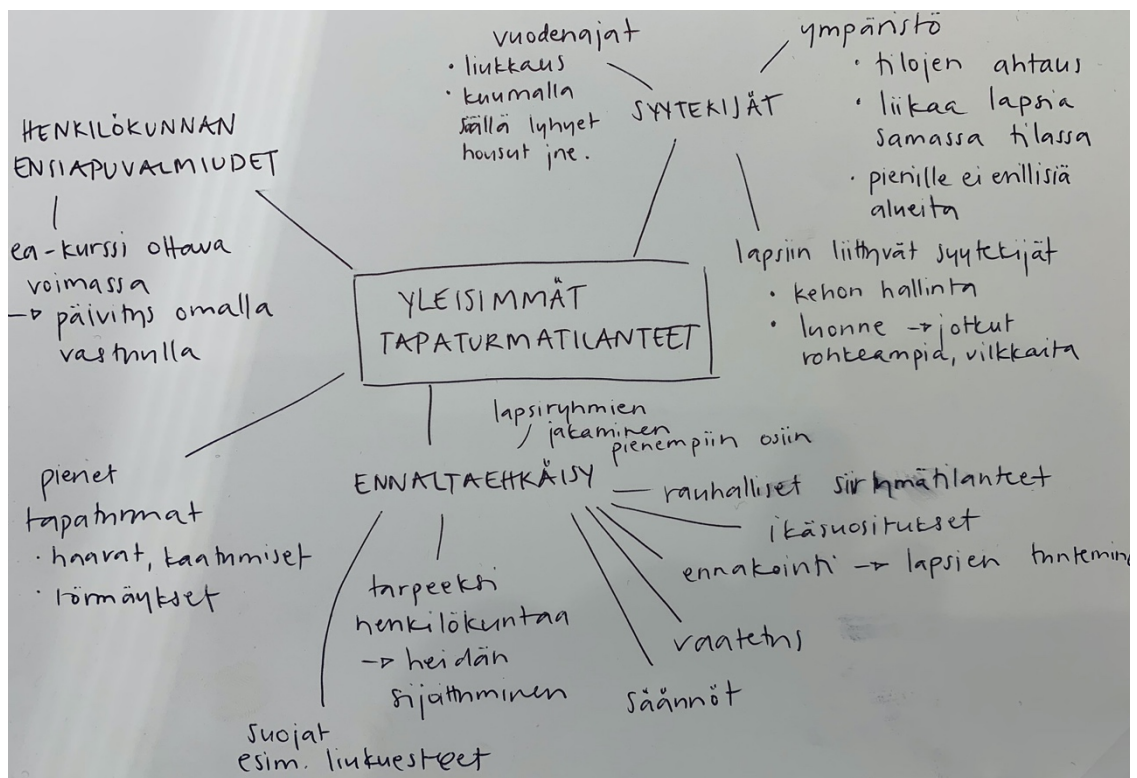 vuodenajat
• liukkaus
• kuumalla
säällä lyhyet
housut jne.
SYYTEKIJÄT
ympäristö
• tilojen ahtaus
• liikaa lapsia
samassa tilassa
• pienille ei erillisiä
alueita
lapsiin liittyvät syytekijät
• kehon hallinta
• luonne → jotkut
rohkeampia, vilkkaita
HENKILÖKUNNAN
ENSIAPUVALMIUDET
ea-kurssi oltava
voimassa
→ päivitys omalla
vastuulla
YLEISIMMÄT
TAPATURMATILANTEET
pienet
tapaturmat
• haavat, kaatumiset
• törmäykset
ENNALTAEHKÄISY
lapsiryhmien
jakaminen
pienempiin osiin
rauhalliset siirtymätilanteet
ikäsuositukset
ennakointi → lapsien tuntemin
vaatetus
säännöt
tarpeeksi
henkilökuntaa
→ heidän
sijoittuminen
suojat
esim. liukuesteet